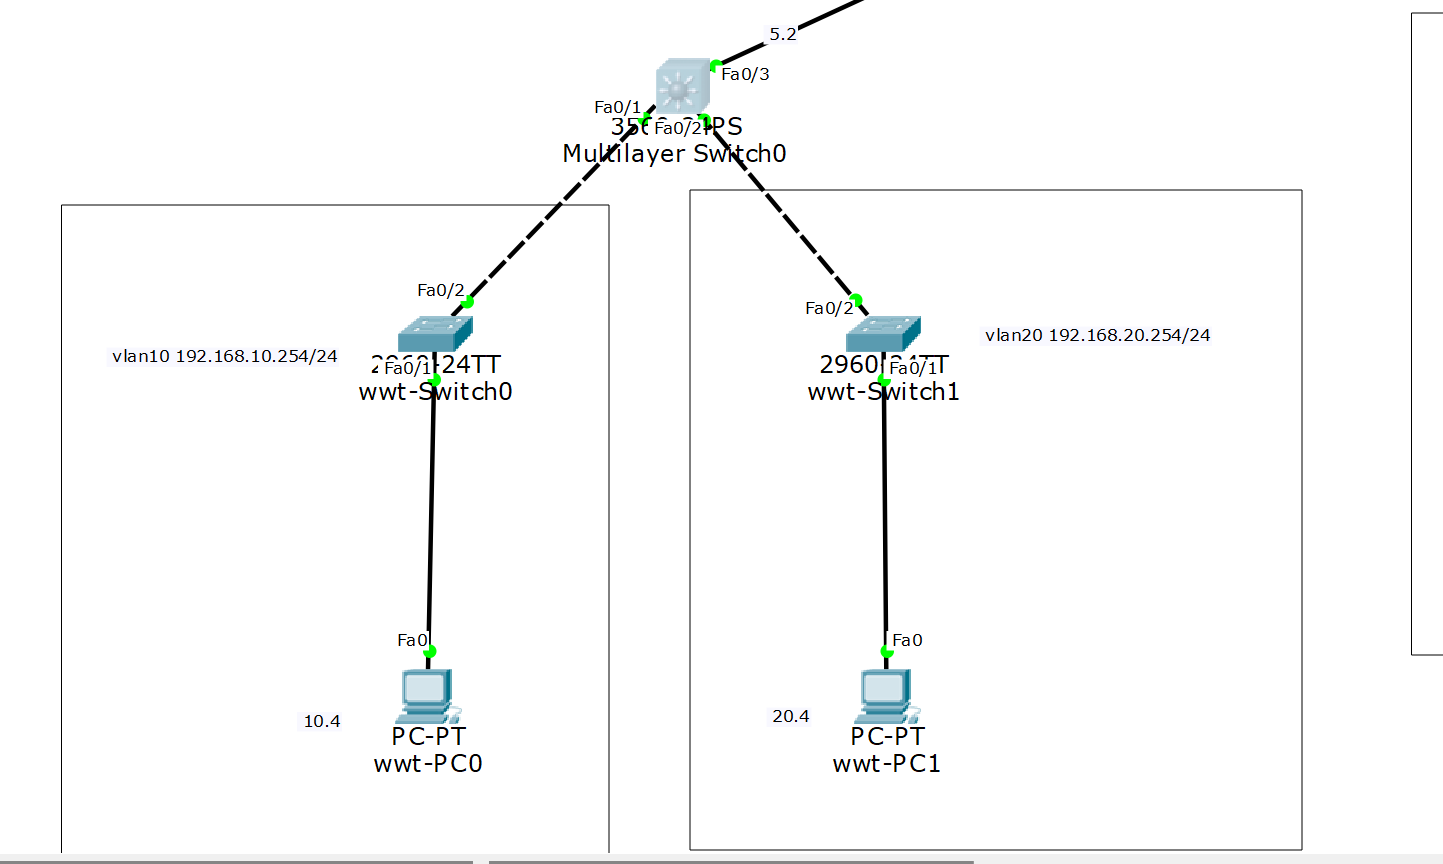 5.2
Fa0/3
Fa0/1
Fa0/2
Multilayer Switch0
Fa0/2
Fa0/2
vlan10 192.168.10.254/24
vlan20 192.168.20.254/24
Fa0/1
Fa0/1
wwt-Switch0
wwt-Switch1
Fa0
Fa0
10.4
20.4
PC-PT
wwt-PC0
PC-PT
wwt-PC1